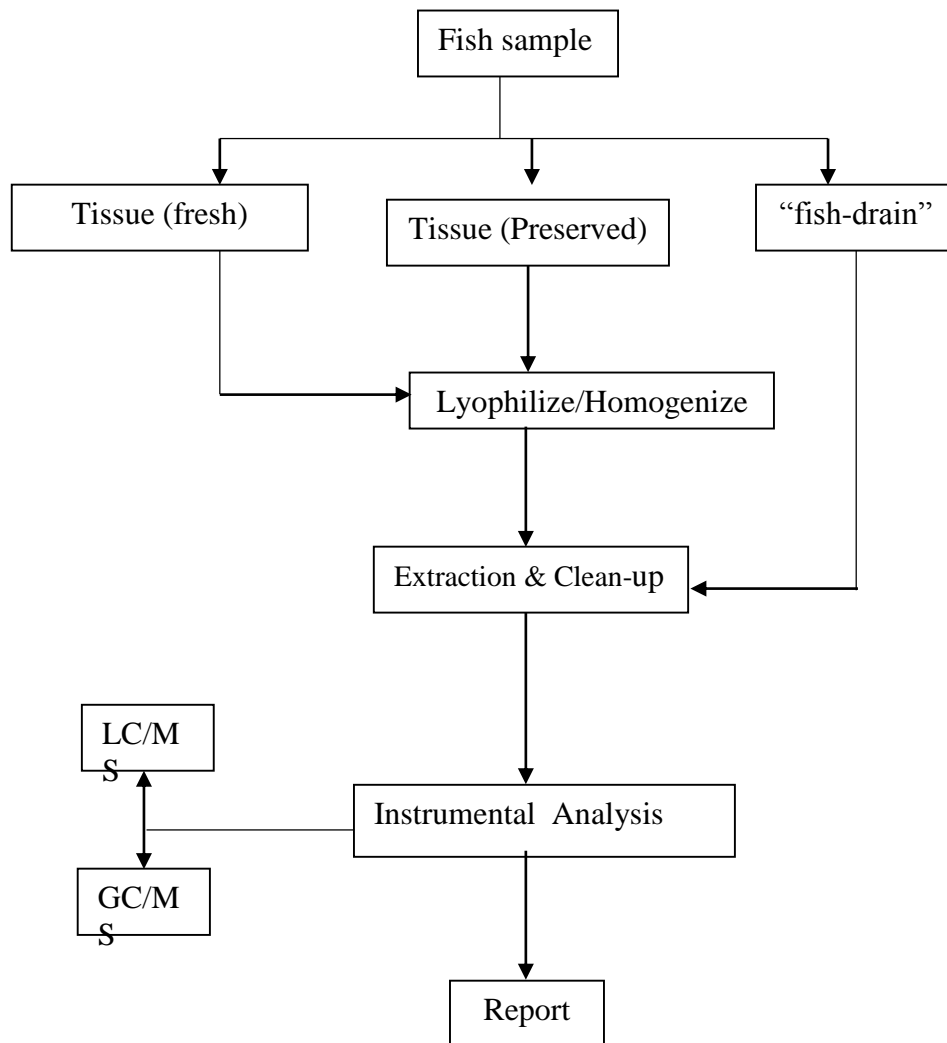 Fish sample
Tissue (fresh)
Tissue (Preserved)
“fish-drain”
Lyophilize/Homogenize
Extraction & Clean-up
LC/M
S
Instrumental Analysis
GC/M
S
Report